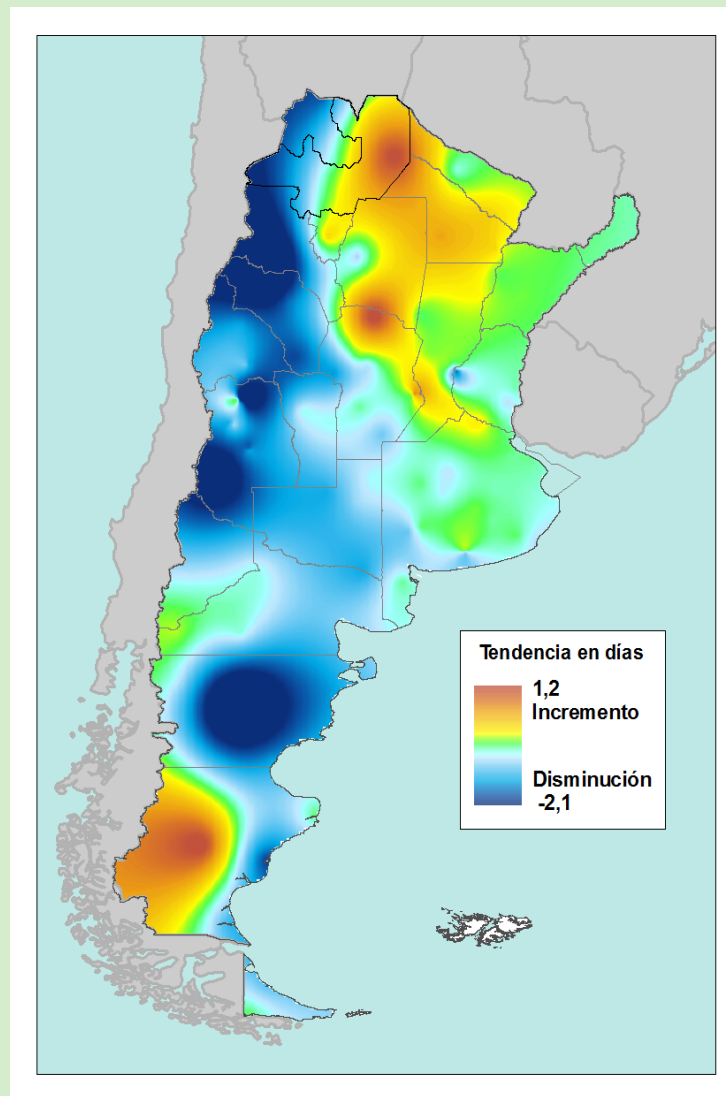 Tendencia en días
1,2
Incremento
Disminución
-2,1